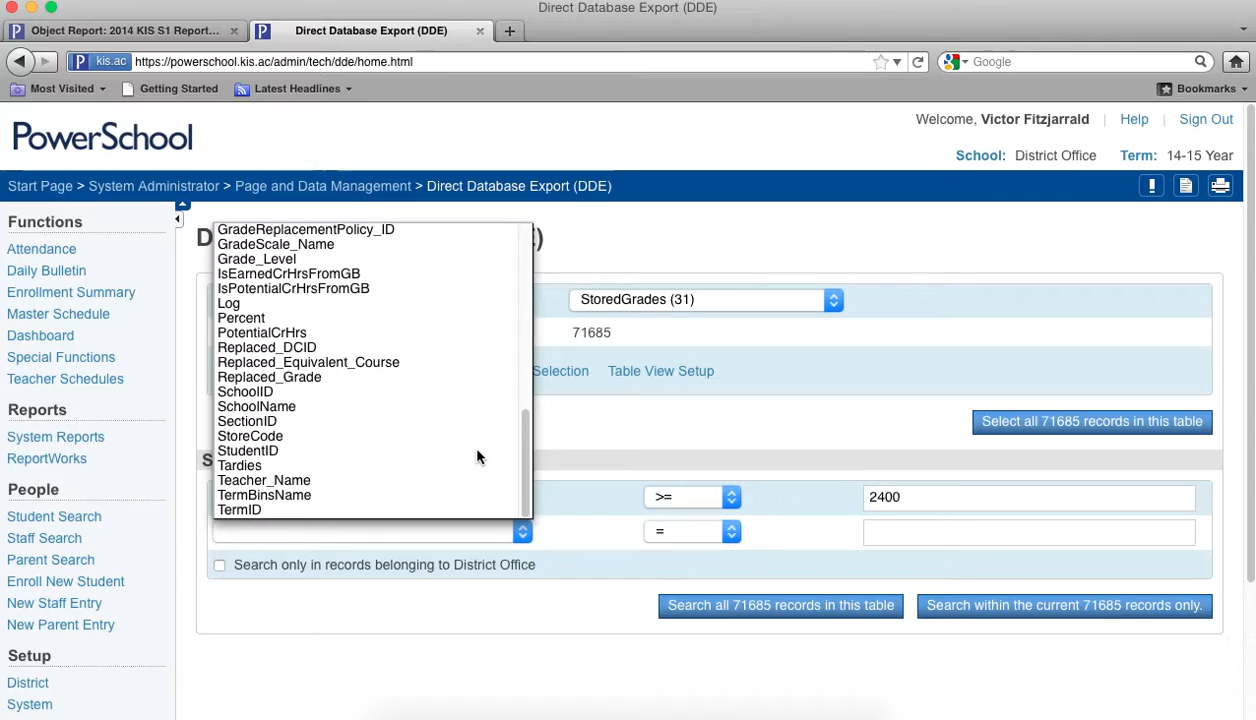 Direct Database Export (DDE)
Object Report: 2014 KIS S1 Report...
Direct Database Export (DDE)
kis.ac
https://powerschool.kis.ac/admin/tech/dde/home.html
Google
Most Visited
Getting Started
Latest Headlines
Bookmarks
PowerSchool
Welcome, Victor Fitzjarrald
Help
Sign Out
School: District Office
Term: 14-15 Year
Start Page > System Administrator > Page and Data Management > Direct Database Export (DDE)
Functions
Attendance
Daily Bulletin
Enrollment Summary
Master Schedule
Dashboard
Special Functions
Teacher Schedules
Reports
System Reports
ReportWorks
People
Student Search
Staff Search
Parent Search
Enroll New Student
New Staff Entry
New Parent Entry
Setup
District
System
GradeReplacementPolicy_ID
GradeScale_Name
Grade_Level
IsEarnedCrHrsFromGB
IsPotentialCrHrsFromGB
Log
Percent
PotentialCrHrs
Replaced_DCID
Replaced_Equivalent_Course
Replaced_Grade
SchoolID
SchoolName
SectionID
StoreCode
StudentID
Tardies
Teacher_Name
TermBinsName
TermID
StoredGrades (31)
71685
Selection
Table View Setup
Select all 71685 records in this table
>=
2400
=
Search only in records belonging to District Office
Search all 71685 records in this table
Search within the current 71685 records only.